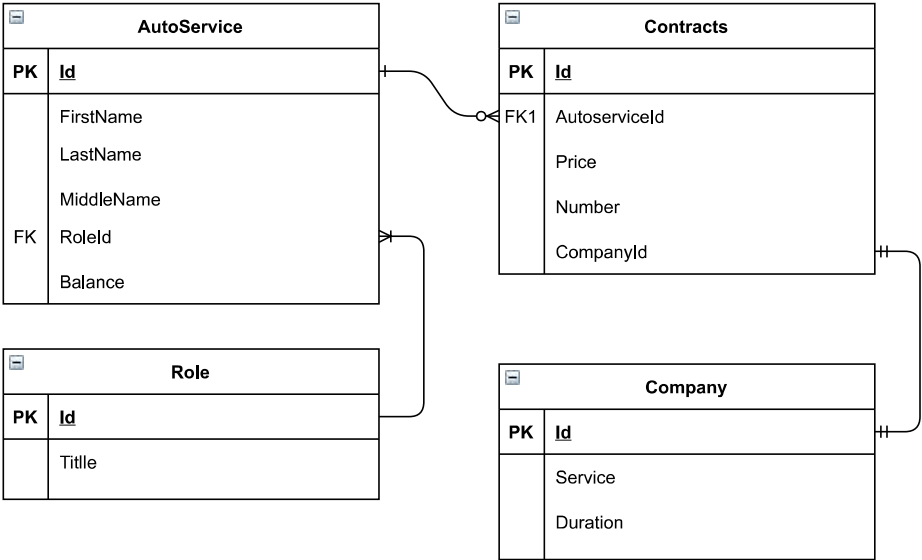 AutoService
PK Id
FirstName
LastName
MiddleName
FK RoleId
Balance
Contracts
PK Id
FK1 AutoserviceId
Price
Number
CompanyId
Role
PK Id
Titlle
Company
PK Id
Service
Duration